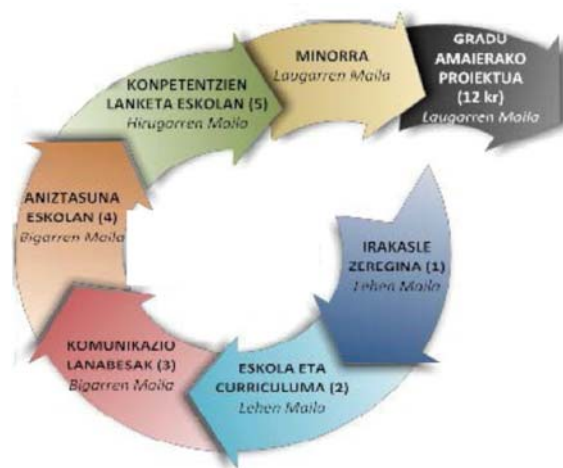 MINORRA
Laugarren Maila
GRADU
AMAIERAKO
PROIEKTUA
(12 kr)
Laugarren Maila
KONPETENTZIEN
LANKETA ESKOLAN (5)
Hirugarren Maila
ANIZTASUNA
ESKOLAN (4)
Bigarren Maila
IRAKASLE
ZEREGINA (1)
Lehen Maila
KOMUNIKAZIO
LANABESAK (3)
Bigarren Maila
ESKOLA ETA
CURRICULUMA (2)
Lehen Maila